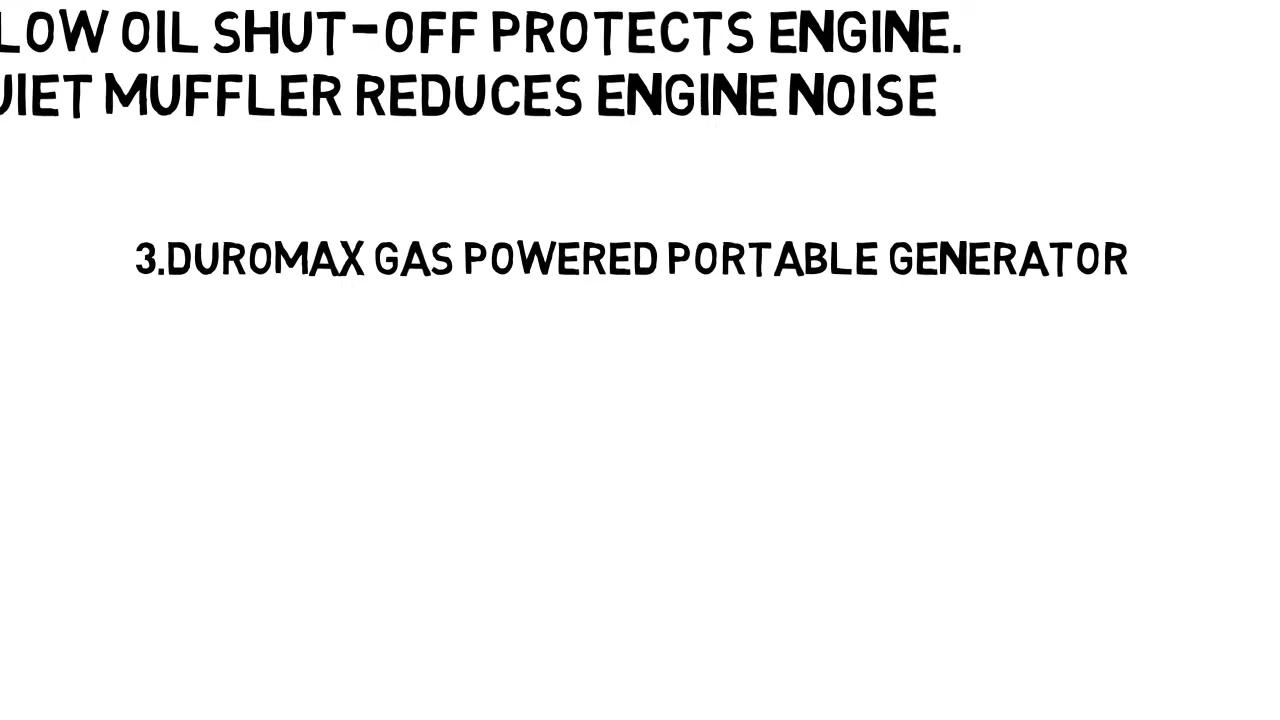 LOW OIL SHUT-OFF PROTECTS ENGINE.
UIET MUFFLER REDUCES ENGINE NOISE
3.DUROMAX GAS POWERED PORTABLE GENERATOR